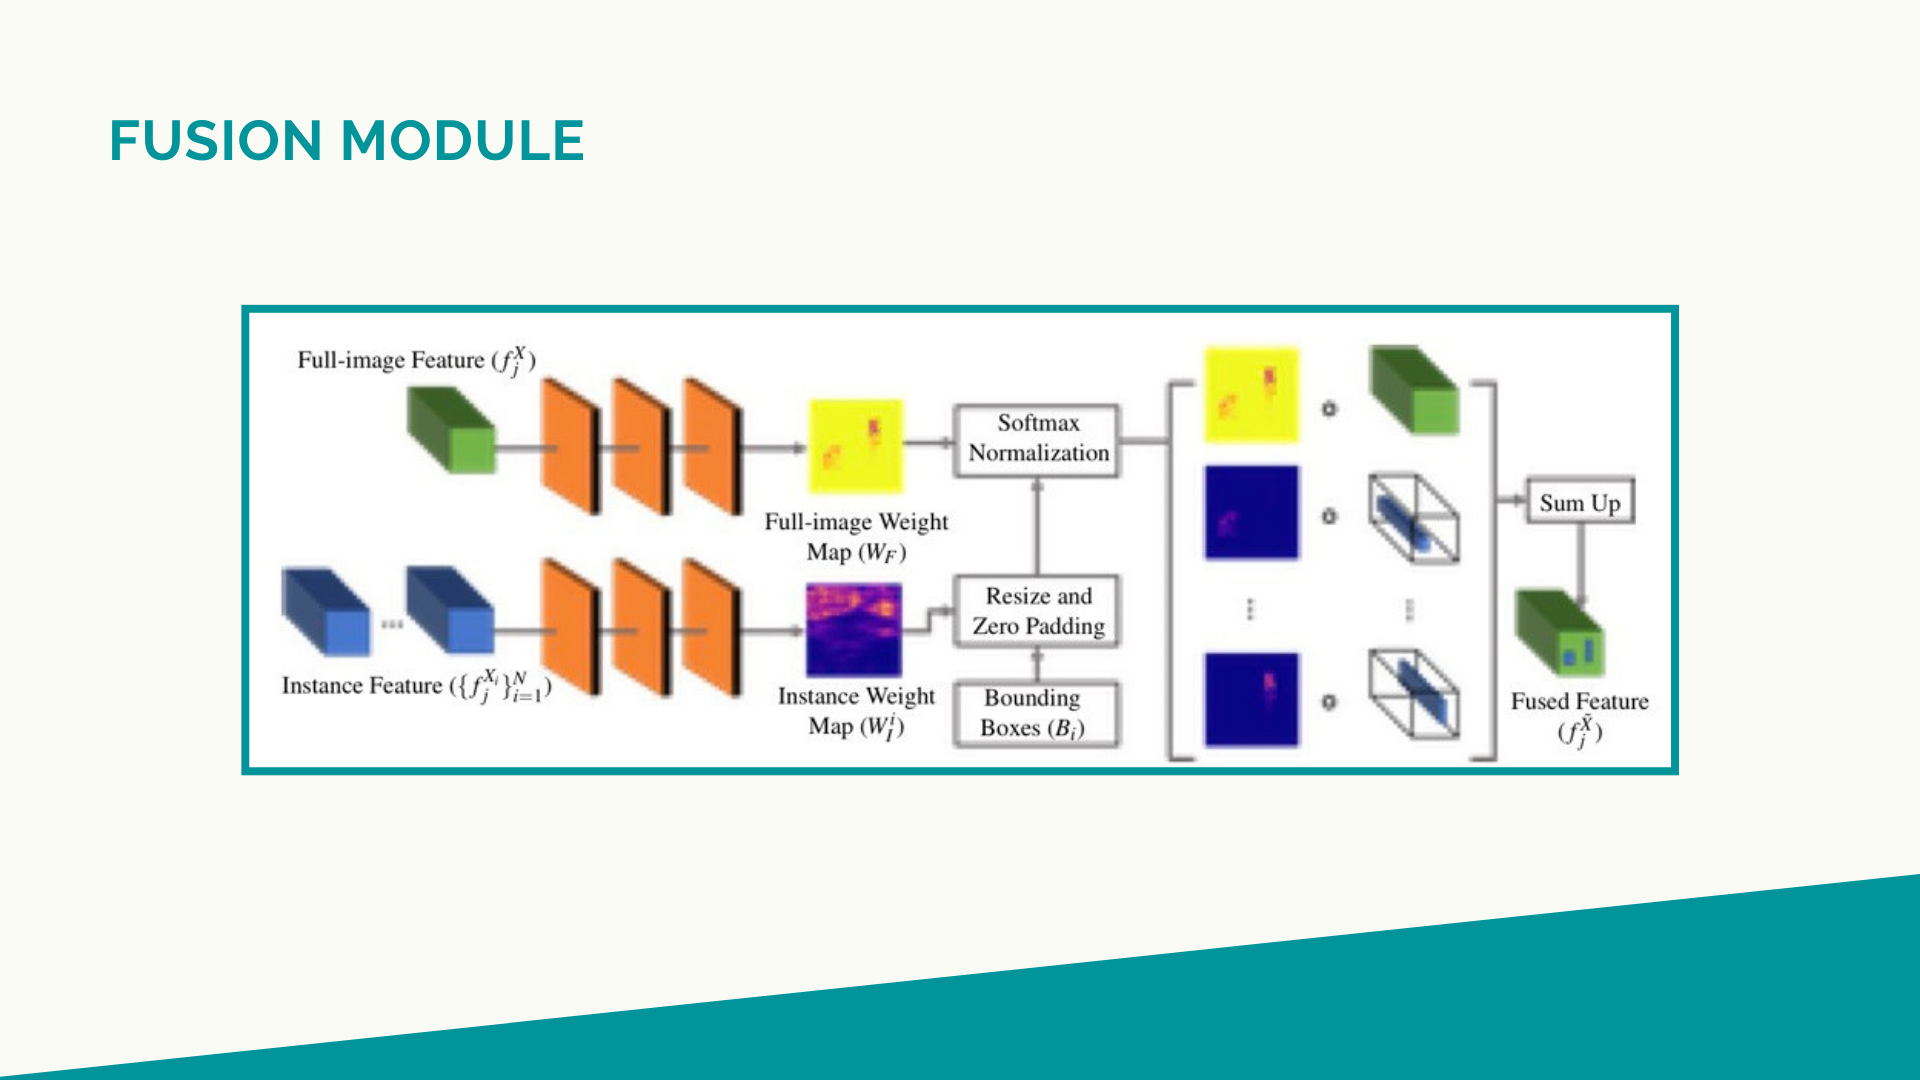 FUSION MODULE
Full-image Feature (f_j^X)
Full-image Weight
Map (W_F)
Softmax
Normalization
Instance Feature ({f_j^{X_i}}_{i=1}^N)
Instance Weight
Map (W_I^i)
Resize and
Zero Padding
Bounding
Boxes (B_i)
Sum Up
Fused Feature
(f_j^{X̃})